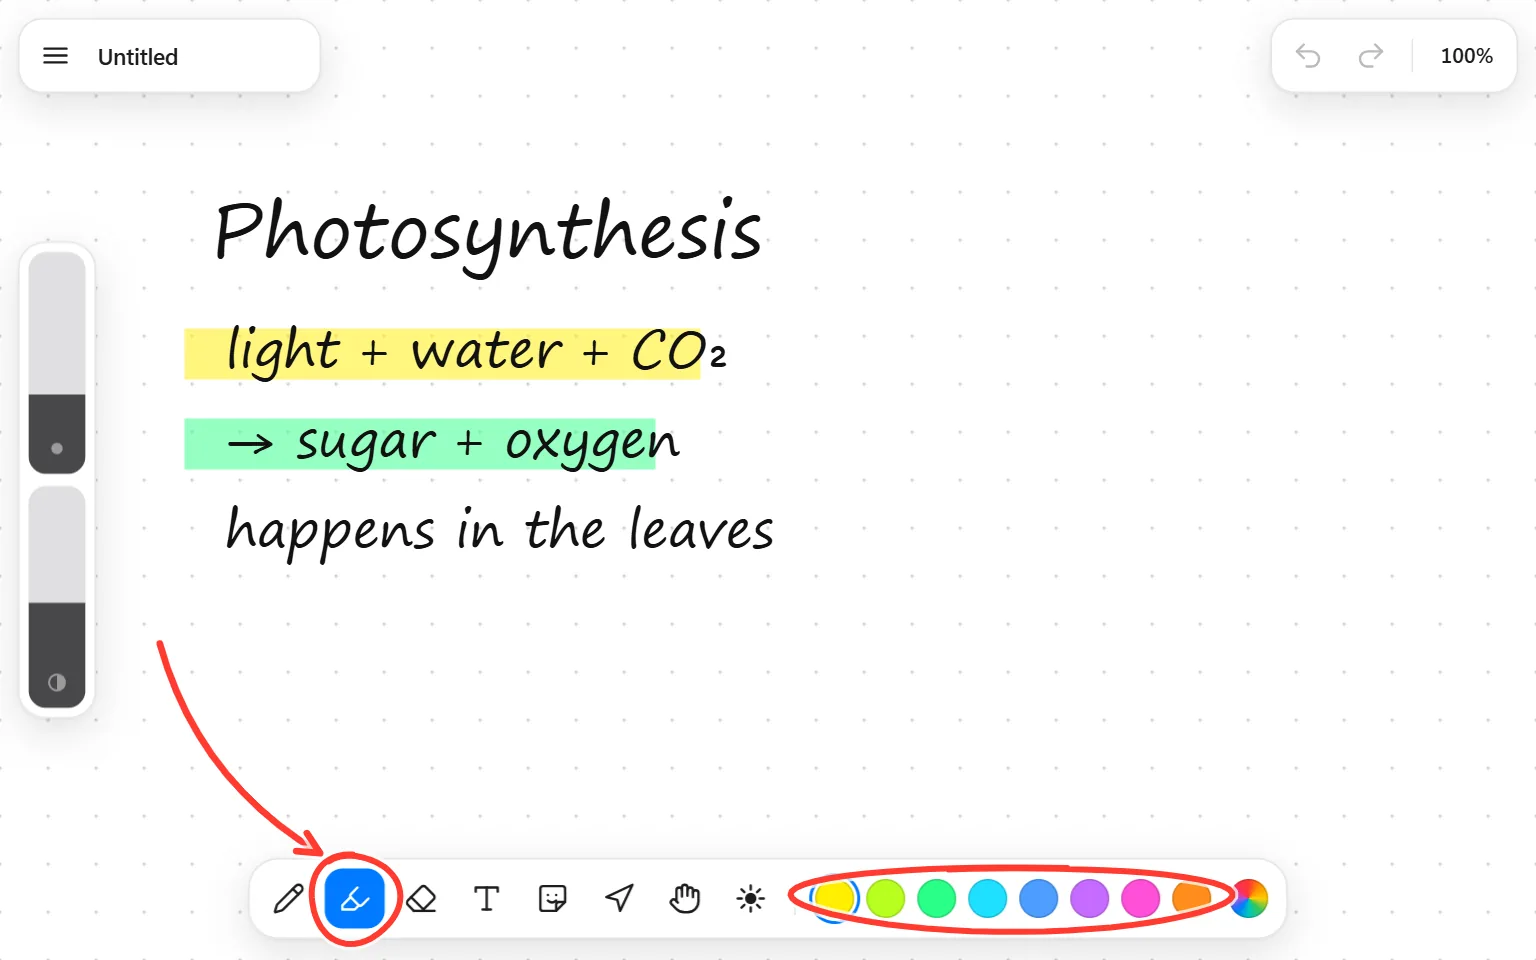 Untitled
100%
Photosynthesis
light + water + CO₂
→ sugar + oxygen
happens in the leaves